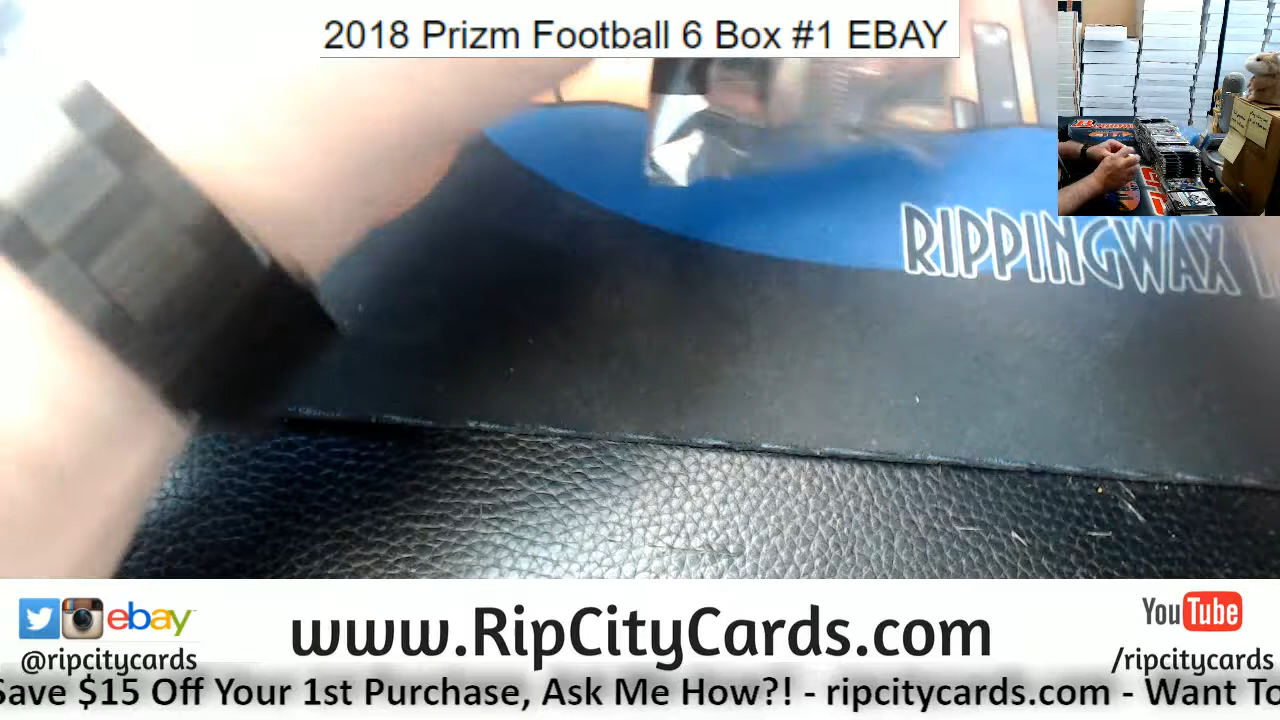 2018 Prizm Football 6 Box #1 EBAY
RIPPINGWAX
ebay
www.RipCityCards.com
YouTube
@ripcitycards
/ripcitycards
Save $15 Off Your 1st Purchase, Ask Me How?! - ripcitycards.com - Want To